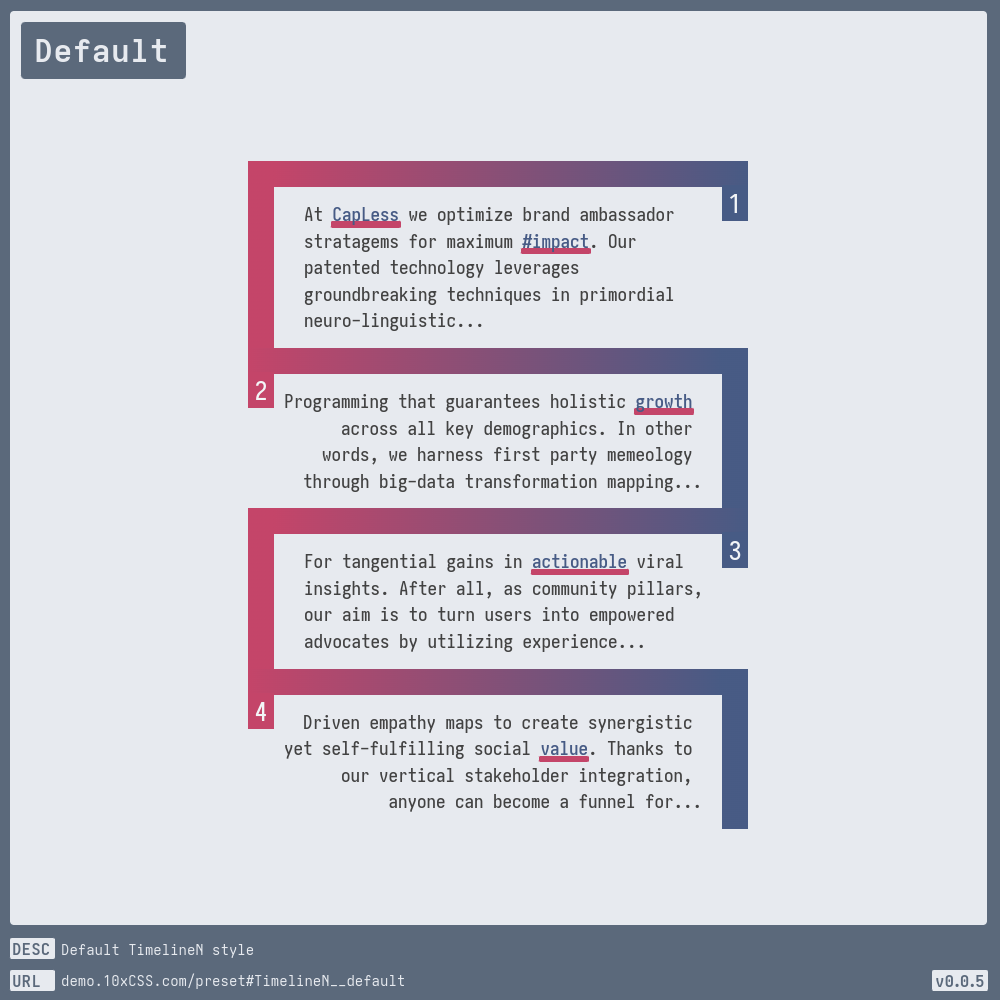 Default
1
At CapLess we optimize brand ambassador
stratagems for maximum #impact. Our
patented technology leverages
groundbreaking techniques in primordial
neuro-linguistic...
2
Programming that guarantees holistic growth
across all key demographics. In other
words, we harness first party memeology
through big-data transformation mapping...
3
For tangential gains in actionable viral
insights. After all, as community pillars,
our aim is to turn users into empowered
advocates by utilizing experience...
4
Driven empathy maps to create synergistic
yet self-fulfilling social value. Thanks to
our vertical stakeholder integration,
anyone can become a funnel for...
DESC Default TimelineN style
URL demo.10xCSS.com/preset#TimelineN__default
v0.0.5